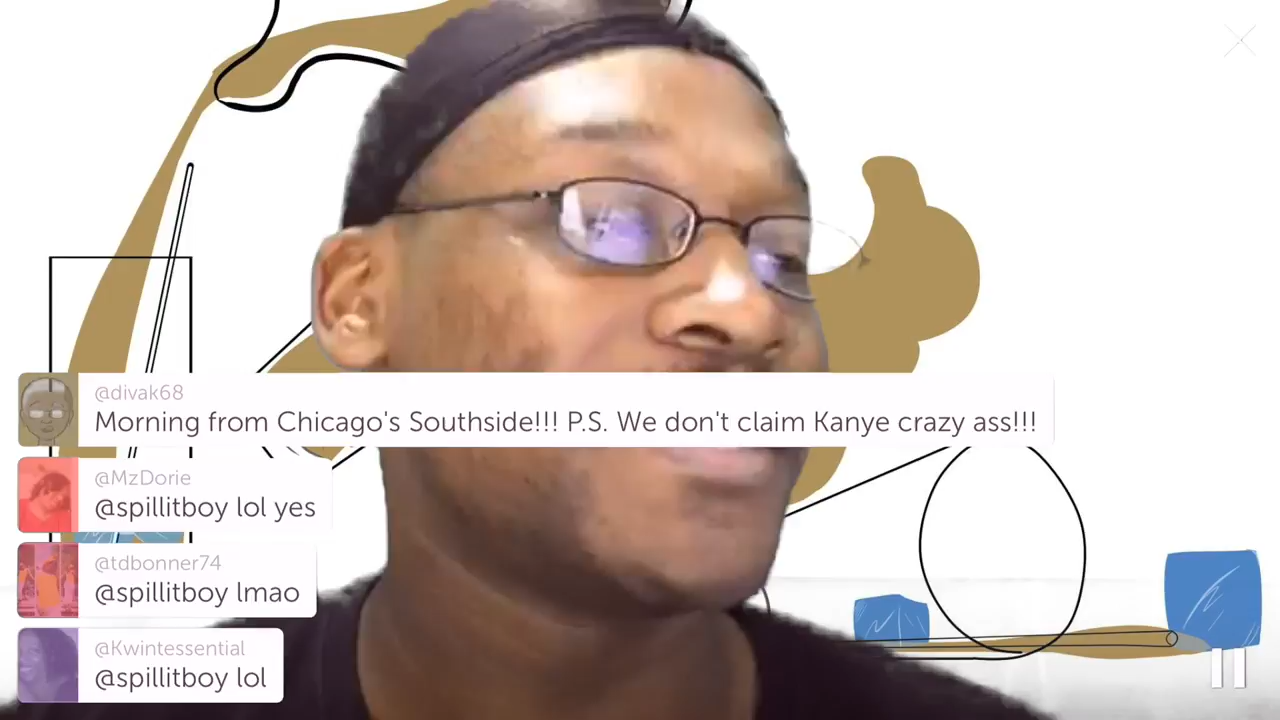 @divak68
Morning from Chicago's Southside!!! P.S. We don't claim Kanye crazy ass!!!
@MzDorie
@spillitboy lol yes
@tdbonner74
@spillitboy lmao
@Kwintessential
@spillitboy lol